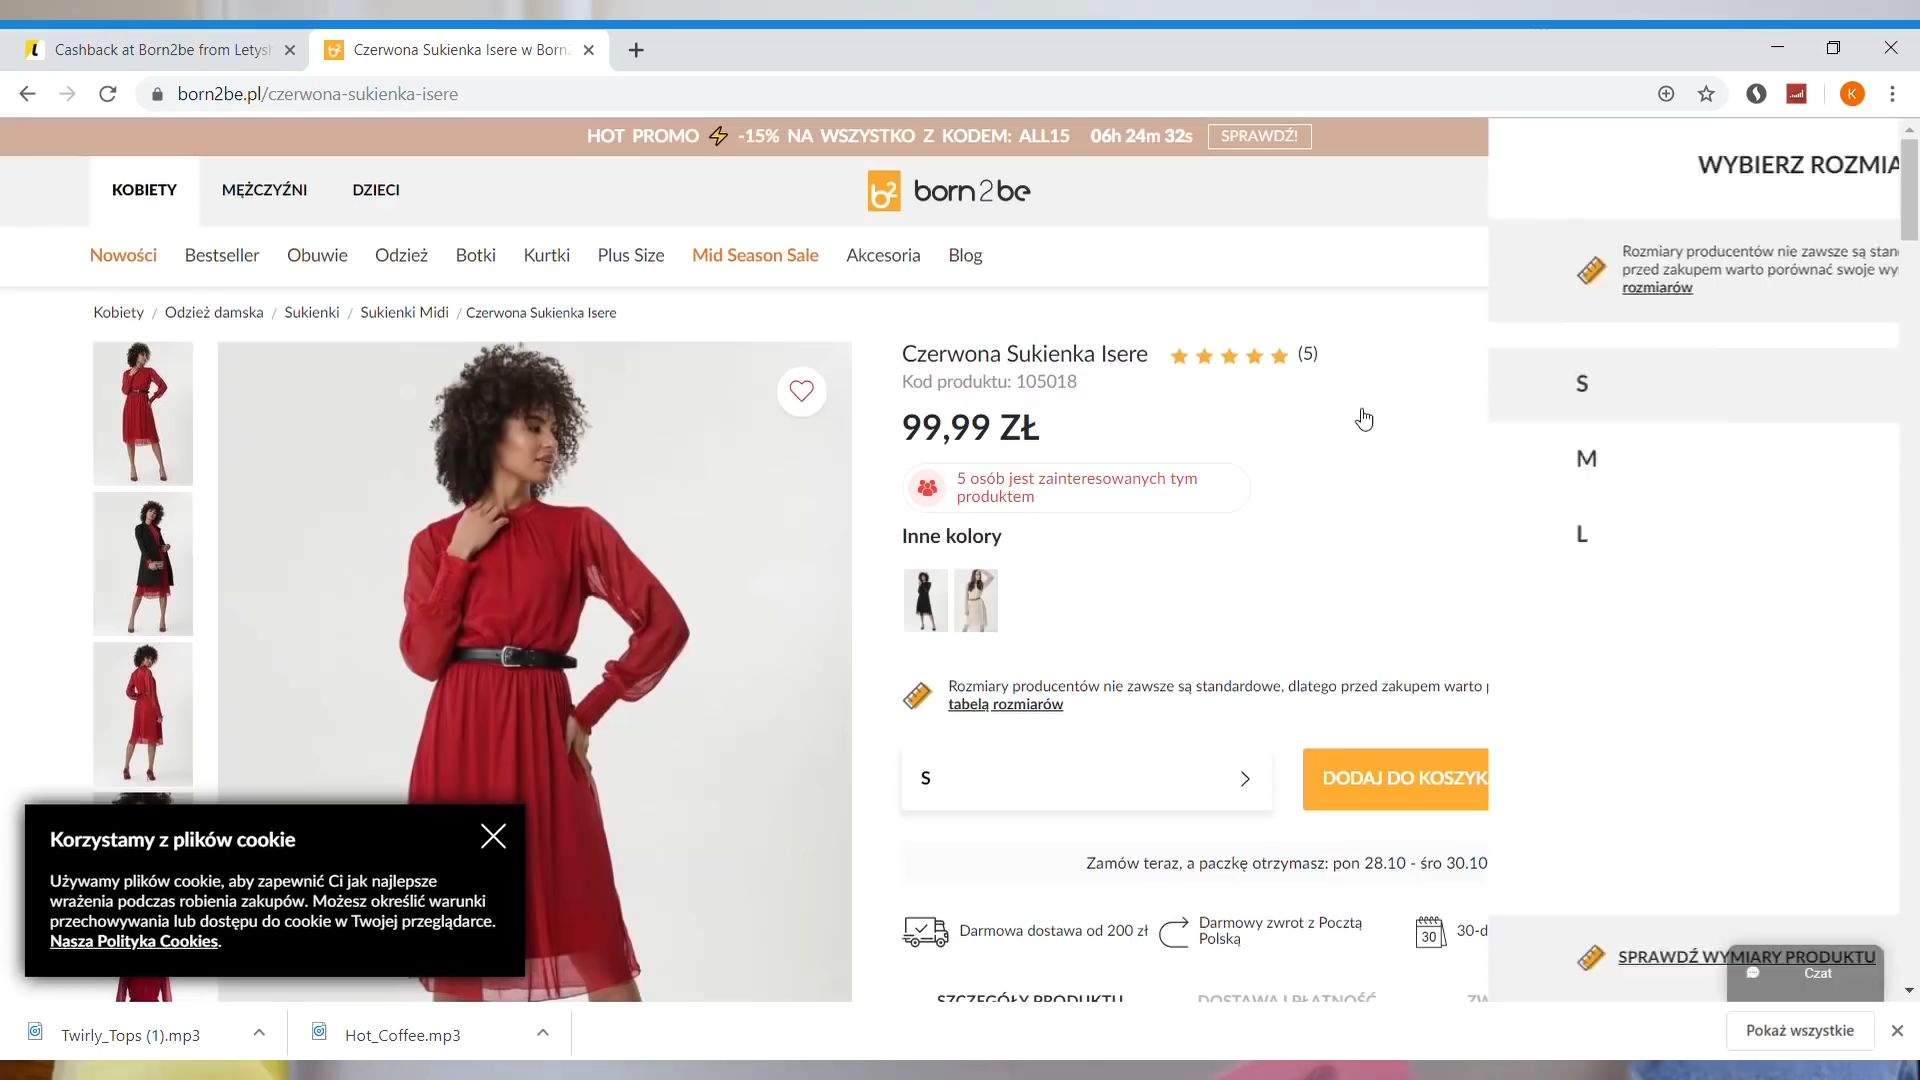 Cashback at Born2be from Letys
Czerwona Sukienka Isere w Born2
born2be.pl/czerwona-sukienka-isere
K
HOT PROMO ⚡ -15% NA WSZYSTKO Z KODEM: ALL15 06h 24m 32s SPRAWDŹ!
KOBIETY MĘŻCZYŹNI DZIECI
b2 born2be
Nowości Bestseller Obuwie Odzież Botki Kurtki Plus Size Mid Season Sale Akcesoria Blog
Kobiety / Odzież damska / Sukienki / Sukienki Midi / Czerwona Sukienka Isere
Czerwona Sukienka Isere (5)
Kod produktu: 105018
99,99 ZŁ
5 osób jest zainteresowanych tym
produktem
Inne kolory
Rozmiary producentów nie zawsze są standardowe, dlatego przed zakupem warto
tabelą rozmiarów
S
DODAJ DO KOSZYK
Zamów teraz, a paczkę otrzymasz: pon 28.10 - śro 30.10
Darmowa dostawa od 200 zł
Darmowy zwrot z Pocztą
Polską
30
30-d
SZCZEGÓŁY PRODUKTU DOSTAWA I PŁATNOŚĆ ZW
WYBIERZ ROZMIA
Rozmiary producentów nie zawsze są stan
przed zakupem warto porównać swoje wy
rozmiarów
S
M
L
SPRAWDŹ WYMIARY PRODUKTU
Czat
Korzystamy z plików cookie
Używamy plików cookie, aby zapewnić Ci jak najlepsze
wrażenia podczas robienia zakupów. Możesz określić warunki
przechowywania lub dostępu do cookie w Twojej przeglądarce.
Nasza Polityka Cookies.
Twirly_Tops (1).mp3
Hot_Coffee.mp3
Pokaż wszystkie